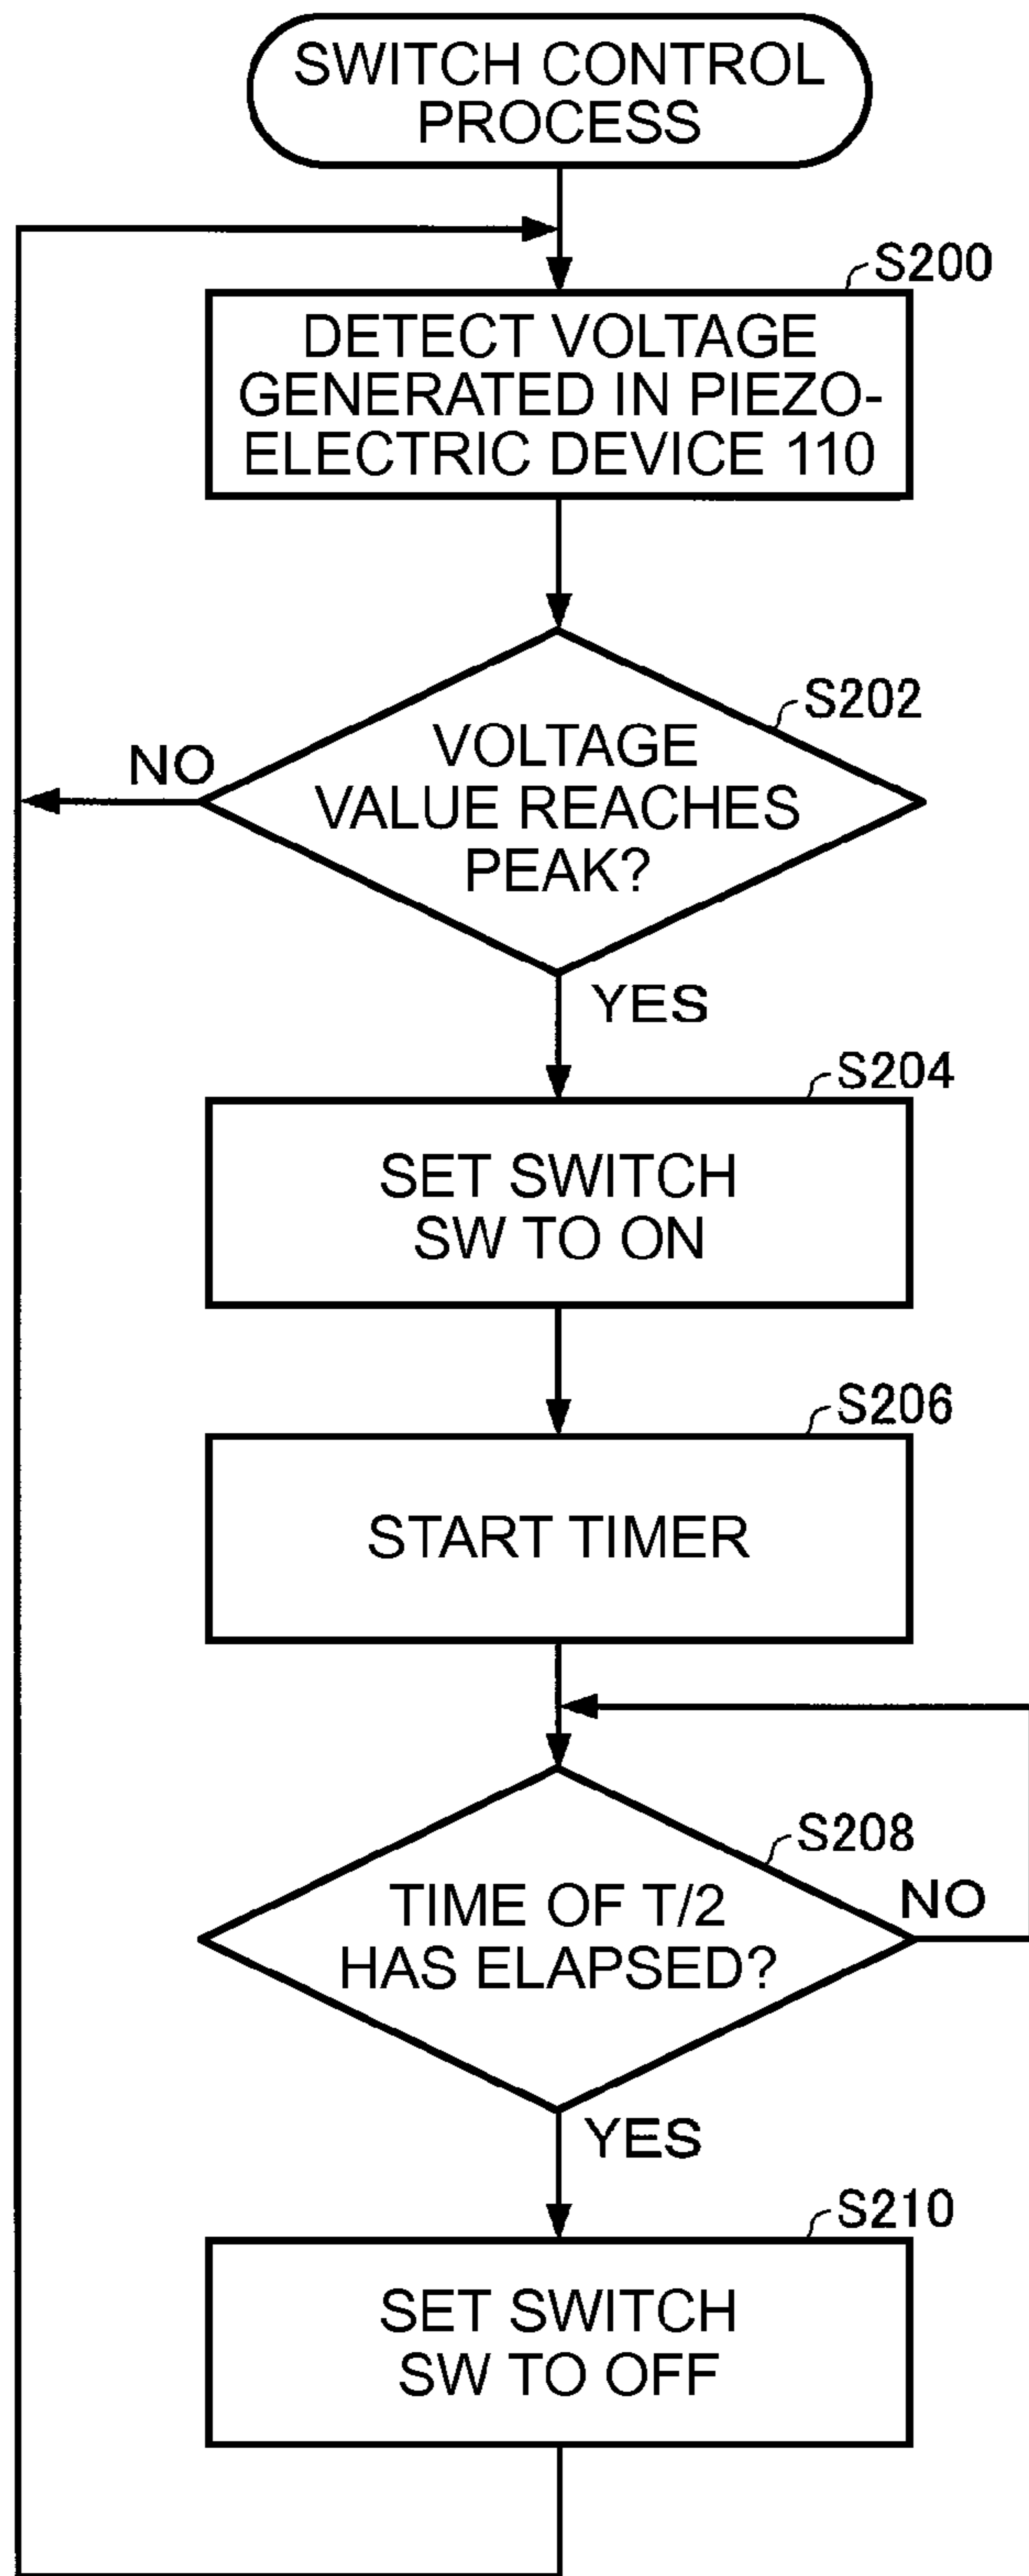 SWITCH CONTROL
PROCESS
S200
DETECT VOLTAGE
GENERATED IN PIEZO-
ELECTRIC DEVICE 110
S202
VOLTAGE
VALUE REACHES
PEAK?
NO
YES
S204
SET SWITCH
SW TO ON
S206
START TIMER
S208
TIME OF T/2
HAS ELAPSED?
NO
YES
S210
SET SWITCH
SW TO OFF